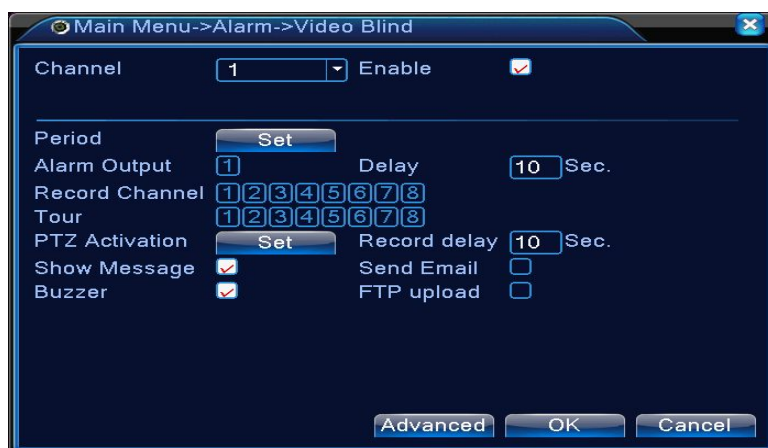 Main Menu->Alarm->Video Blind
Channel 1 Enable
Period Set
Alarm Output 1 Delay 10 Sec.
Record Channel 1 2 3 4 5 6 7 8
Tour 1 2 3 4 5 6 7 8
PTZ Activation Set Record delay 10 Sec.
Show Message Send Email
Buzzer FTP upload
Advanced OK Cancel